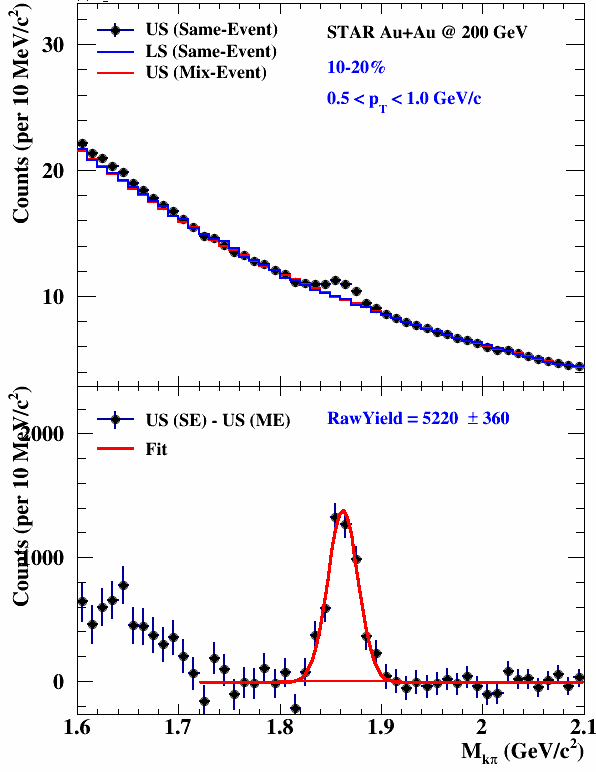 US (Same-Event)
LS (Same-Event)
US (Mix-Event)
STAR Au+Au @ 200 GeV
10-20%
0.5 < p_T < 1.0 GeV/c
Counts (per 10 MeV/c²)
30
20
10
US (SE) - US (ME)
Fit
RawYield = 5220 ± 360
Counts (per 10 MeV/c²)
2000
1000
0
1.6 1.7 1.8 1.9 2 2.1
M_kπ (GeV/c²)